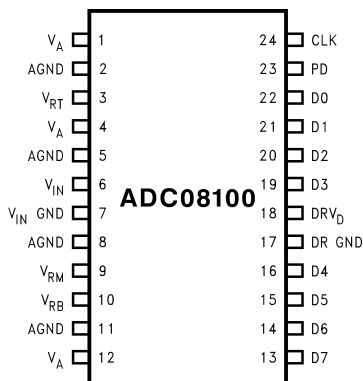 V_A 1 24 CLK
AGND 2 23 PD
V_RT 3 22 D0
V_A 4 21 D1
AGND 5 20 D2
V_IN 6 19 D3
ADC08100
V_IN GND 7 18 DRV_D
AGND 8 17 DR GND
V_RM 9 16 D4
V_RB 10 15 D5
AGND 11 14 D6
V_A 12 13 D7